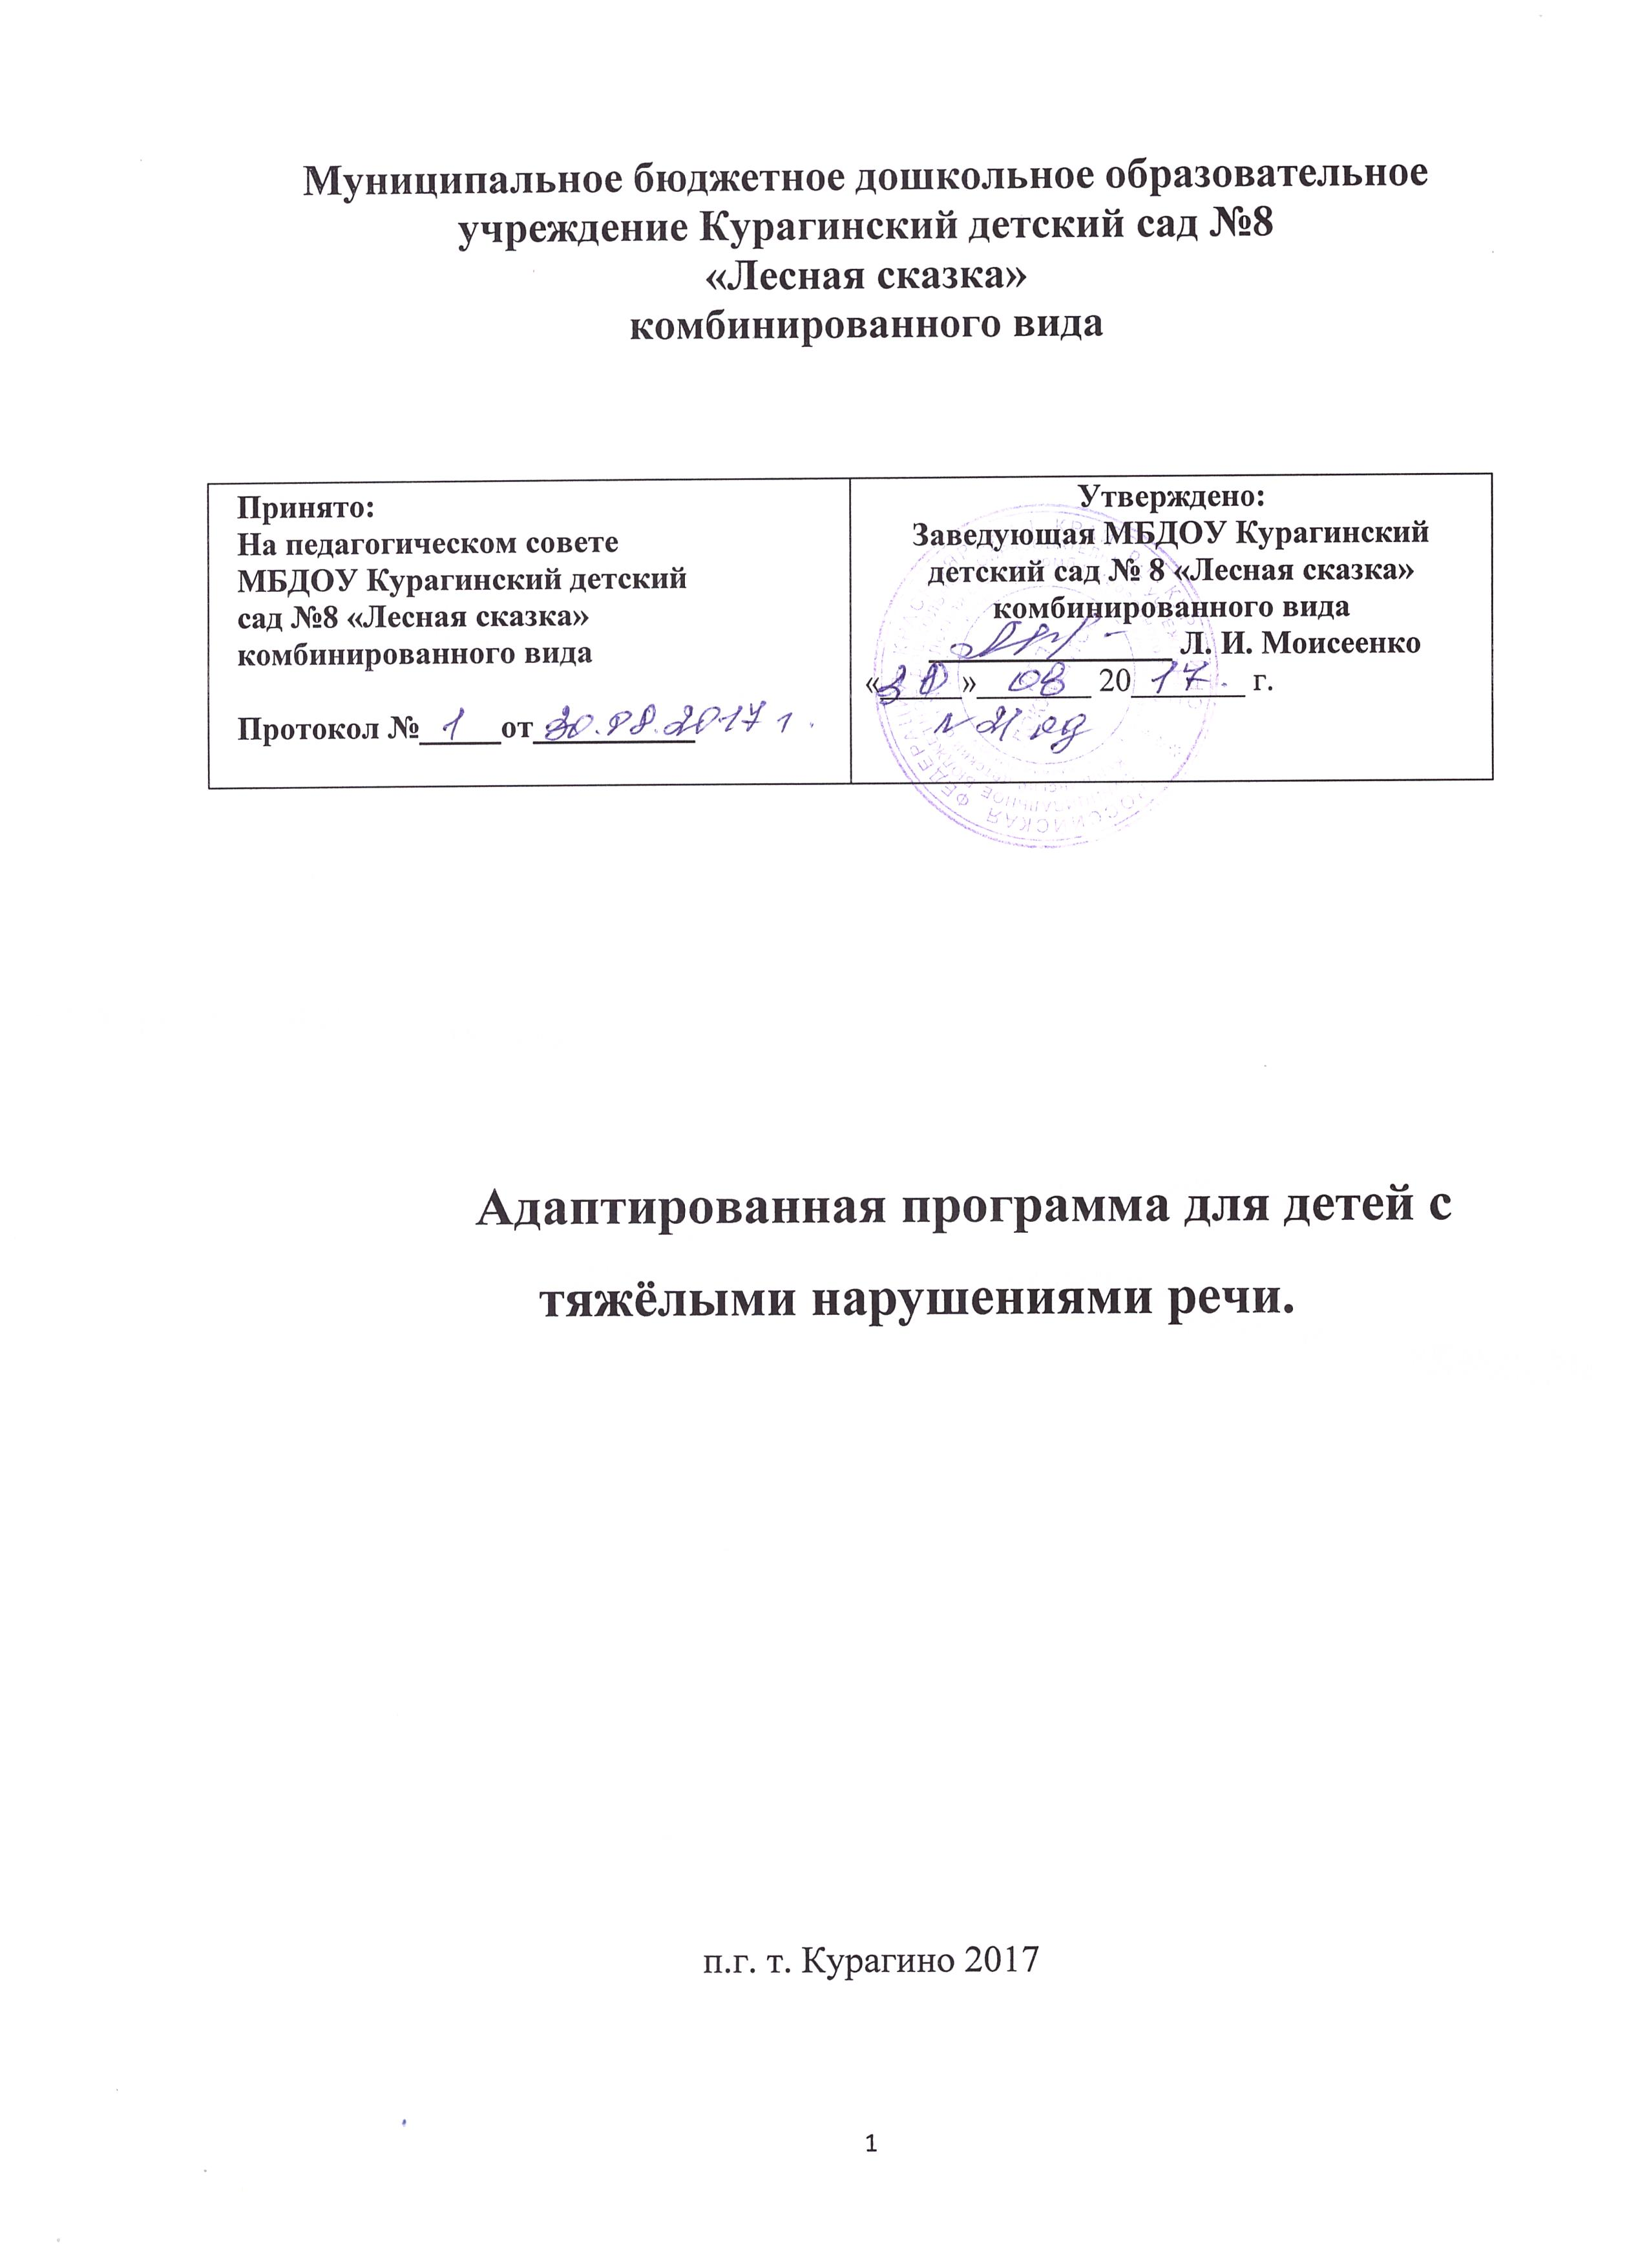 Муниципальное бюджетное дошкольное образовательное
учреждение Курагинский детский сад №8
«Лесная сказка»
комбинированного вида
Принято:
На педагогическом совете
МБДОУ Курагинский детский
сад №8 «Лесная сказка»
комбинированного вида
Протокол № 1 от 30.08.2017 г.
Утверждено:
Заведующая МБДОУ Курагинский
детский сад № 8 «Лесная сказка»
комбинированного вида
Л. И. Моисеенко
«30» 08 2017. г.
Адаптированная программа для детей с
тяжёлыми нарушениями речи.
п.г. т. Курагино 2017
1